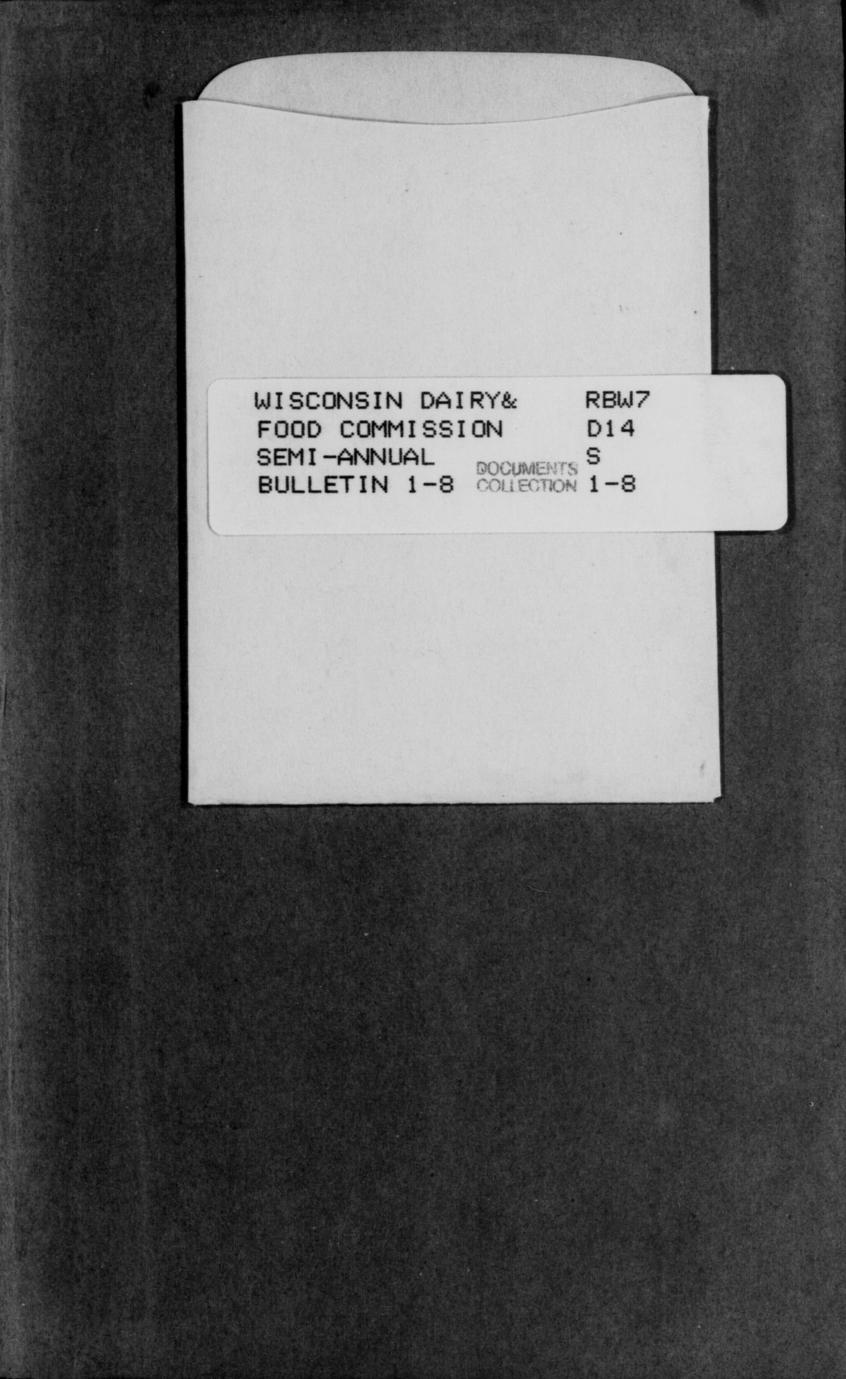 WISCONSIN DAIRY& RBW7
FOOD COMMISSION D14
SEMI-ANNUAL DOCUMENTS S
BULLETIN 1-8 COLLECTION 1-8